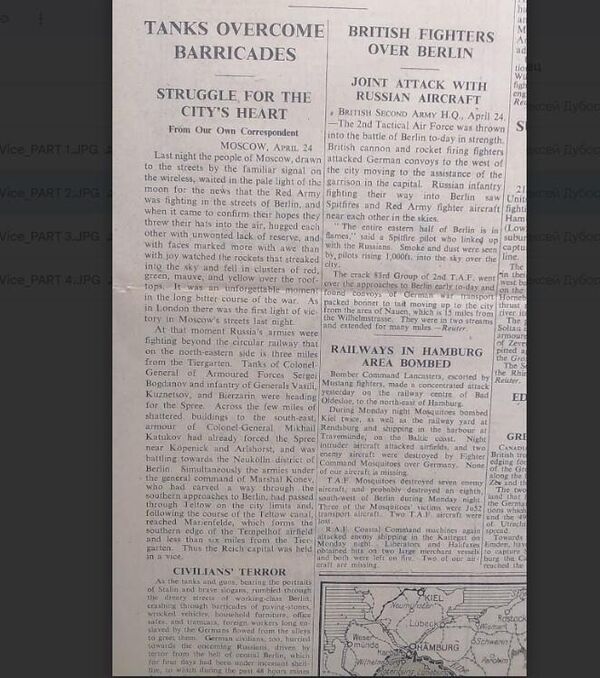 TANKS OVERCOME
BARRICADES
STRUGGLE FOR THE
CITY'S HEART
From Our Own Correspondent
MOSCOW, APRIL 24
Last night the people of Moscow, drawn
to the streets by the familiar signal on
the wireless, waited in the pale light of the
moon for the news that the Red Army
was fighting in the streets of Berlin, and
when it came to confirm their hopes they
threw their hats into the air, hugged each
other with unwonted lack of reserve, and
with faces marked more with awe than
with joy watched the rockets that streaked
into the sky and fell in clusters of red,
green, mauve, and yellow over the roof-
tops. It was an unforgettable moment
in the long bitter course of the war. As
in London there was the first light of vic-
tory in Moscow's streets last night.
At that moment Russia's armies were
fighting beyond the circular railway that
on the north-eastern side is three miles
from the Tiergarten. Tanks of Colonel-
General of Armoured Forces Sergei
Bogdanov and infantry of Generals Vasili,
Kuznetsov, and Bierzarin were heading
for the Spree. Across the few miles of
shattered buildings to the south-east,
armour of Colonel-General Mikhail
Katukov had already forced the Spree
near Köpenick and Arlshorst, and was
battling towards the Neukölln district of
Berlin. Simultaneously the armies under
the general command of Marshal Konev,
who had carved a way through the
southern approaches to Berlin, had passed
through Teltow on the city limits and,
following the course of the Teltow canal,
reached Marienfelde, which forms the
southern edge of the Tempelhof airfield
and less than six miles from the Tier-
garten. Thus the Reich capital was held
in a vice.
CIVILIANS' TERROR
As the tanks and guns, bearing the portraits
of Stalin and brave slogans, rumbled through
the dreary streets of working-class Berlin,
crashing through barricades of paving-stones,
wrecked vehicles, household furniture, office
safes, and tramcars, foreign workers long en-
slaved by the Germans flowed from the alleys
to greet them. German civilians, too, hurried
towards the oncoming Russians, driven by
terror from the hell of central Berlin, which
for four days had been under incessant shell-
fire, to watch during the past 48 hours
BRITISH FIGHTERS
OVER BERLIN
JOINT ATTACK WITH
RUSSIAN AIRCRAFT
BRITISH SECOND ARMY H.Q., April 24.
—The 2nd Tactical Air Force was thrown
into the battle of Berlin to-day in strength.
British cannon and rocket firing fighters
attacked German convoys to the west of
the city moving to the assistance of the
garrison in the capital. Russian infantry
fighting their way into Berlin saw
Spitfires and Red Army fighter aircraft
near each other in the skies.
"The entire eastern half of Berlin is in
flames," said a Spitfire pilot who linked up
with the Russians. Smoke and dust were seen
by pilots rising 1,000ft. into the sky over the
city.
The crack 83rd Group of 2nd T.A.F. went
over the approaches to Berlin early to-day and
found convoys of German war transport
packed bonnet to tail moving up to the city
from the area of Nauen, which is 15 miles from
the Wilhelmstrasse. They were in two streams
and extended for many miles —Reuter.
RAILWAYS IN HAMBURG
AREA BOMBED
Bomber Command Lancasters, escorted by
Mustang fighters, made a concentrated attack
yesterday on the railway centre of Bad
Oldesloe, to the north-east of Hamburg.
During Monday night Mosquitoes bombed
Kiel twice, as well as the railway yard at
Rendsburg and shipping in the harbour at
Travemünde, on the Baltic coast. Night
intruder aircraft attacked airfields, and two
enemy aircraft were destroyed by Fighter
Command Mosquitoes over Germany. None
of our aircraft is missing.
T.A.F. Mosquitoes destroyed seven enemy
aircraft, and probably destroyed an eighth,
south-west of Berlin during Monday night.
Three of the Mosquitoes' victims were Ju52
transport aircraft. Two T.A.F. aircraft were
lost.
R.A.F. Coastal Command machines again
attacked enemy shipping in the Kattegat on
Monday night. Liberators and Halifaxes
obtained hits on two large merchant vessels
and both were left on fire. Two of our air-
craft are missing.
KIEL
Neumünster
Lübeck
Rostock
Wismar
Schwerin
HAMBURG
Weser
münde
Wilhelms
Parchim
Vice_PART 1.JPG
Vice_PART 2.JPG
Vice_PART 3.JPG
Vice_PART 4.JPG